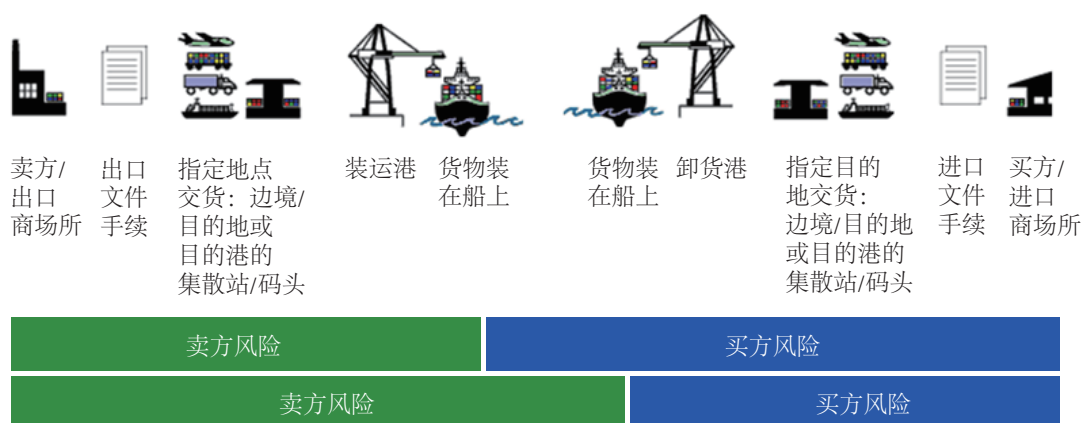 卖方/
出口
商场所
出口
文件
手续
指定地点
交货：边境/
目的地或
目的港的
集散站/码头
装运港
货物装
在船上
货物装
在船上
卸货港
指定目的
地交货：
边境/目的地
或目的港的
集散站/码头
进口
文件
手续
买方/
进口
商场所
卖方风险
买方风险
卖方风险
买方风险